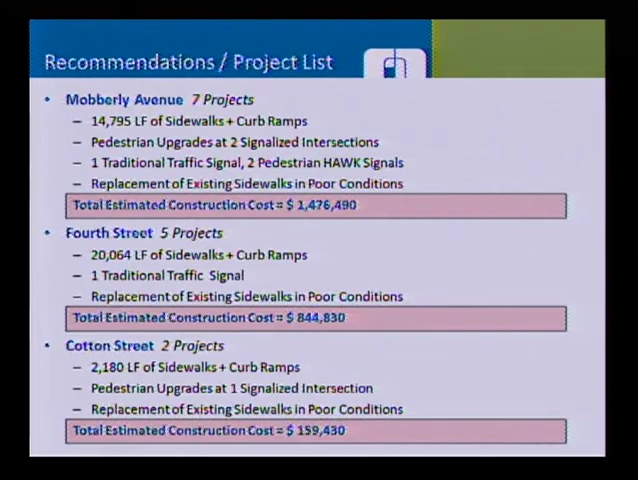 Recommendations / Project List
• Mobberly Avenue 7 Projects
– 14,795 LF of Sidewalks + Curb Ramps
– Pedestrian Upgrades at 2 Signalized Intersections
– 1 Traditional Traffic Signal, 2 Pedestrian HAWK Signals
– Replacement of Existing Sidewalks in Poor Conditions
Total Estimated Construction Cost = $ 1,476,490
• Fourth Street 5 Projects
– 20,064 LF of Sidewalks + Curb Ramps
– 1 Traditional Traffic Signal
– Replacement of Existing Sidewalks in Poor Conditions
Total Estimated Construction Cost = $ 844,830
• Cotton Street 2 Projects
– 2,180 LF of Sidewalks + Curb Ramps
– Pedestrian Upgrades at 1 Signalized Intersection
– Replacement of Existing Sidewalks in Poor Conditions
Total Estimated Construction Cost = $ 159,430